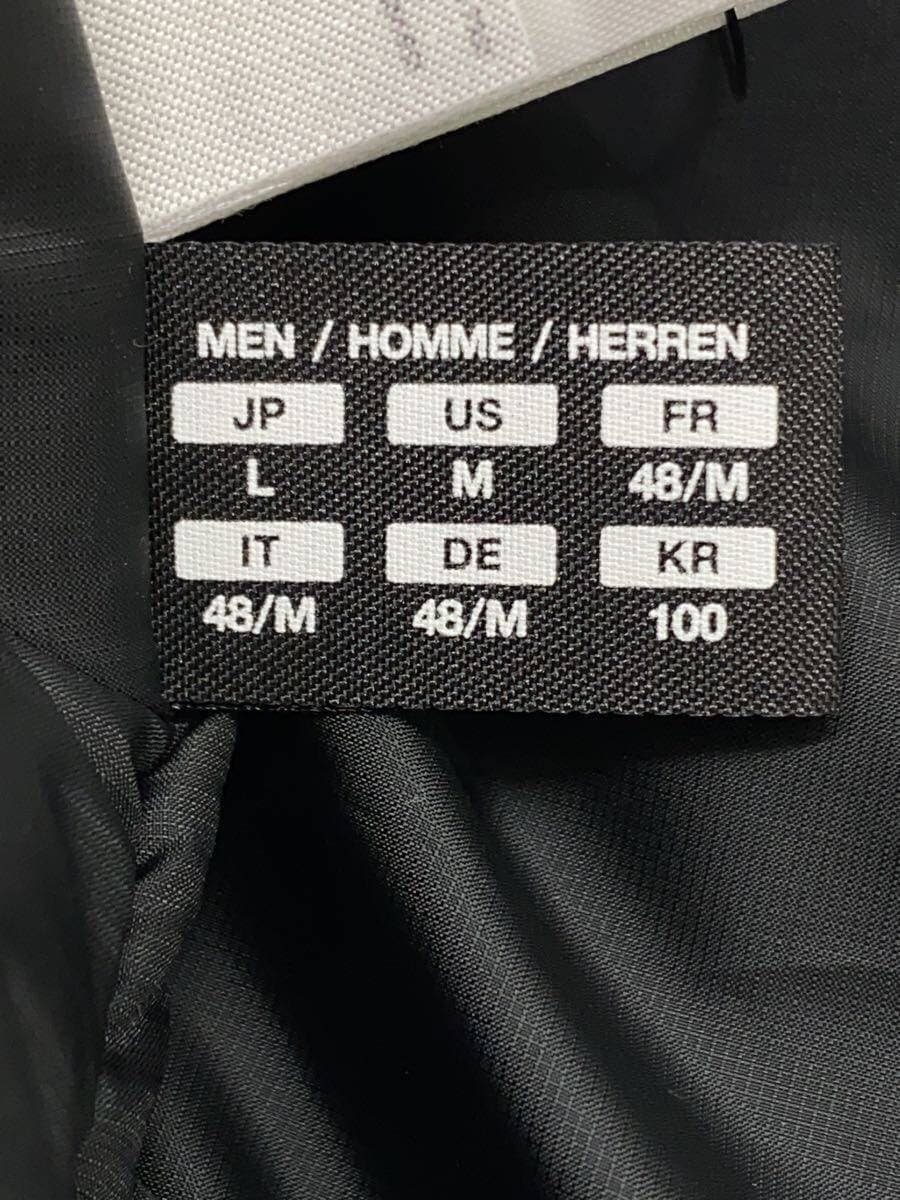 MEN / HOMME / HERREN
JP US FR
L M 48/M
IT DE KR
48/M 48/M 100